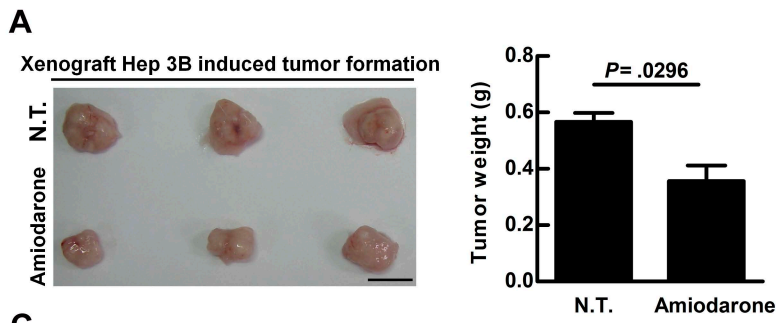 A
Xenograft Hep 3B induced tumor formation
N.T.
Amiodarone
Tumor weight (g)
0.8
0.6
0.4
0.2
0.0
P= .0296
N.T.
Amiodarone